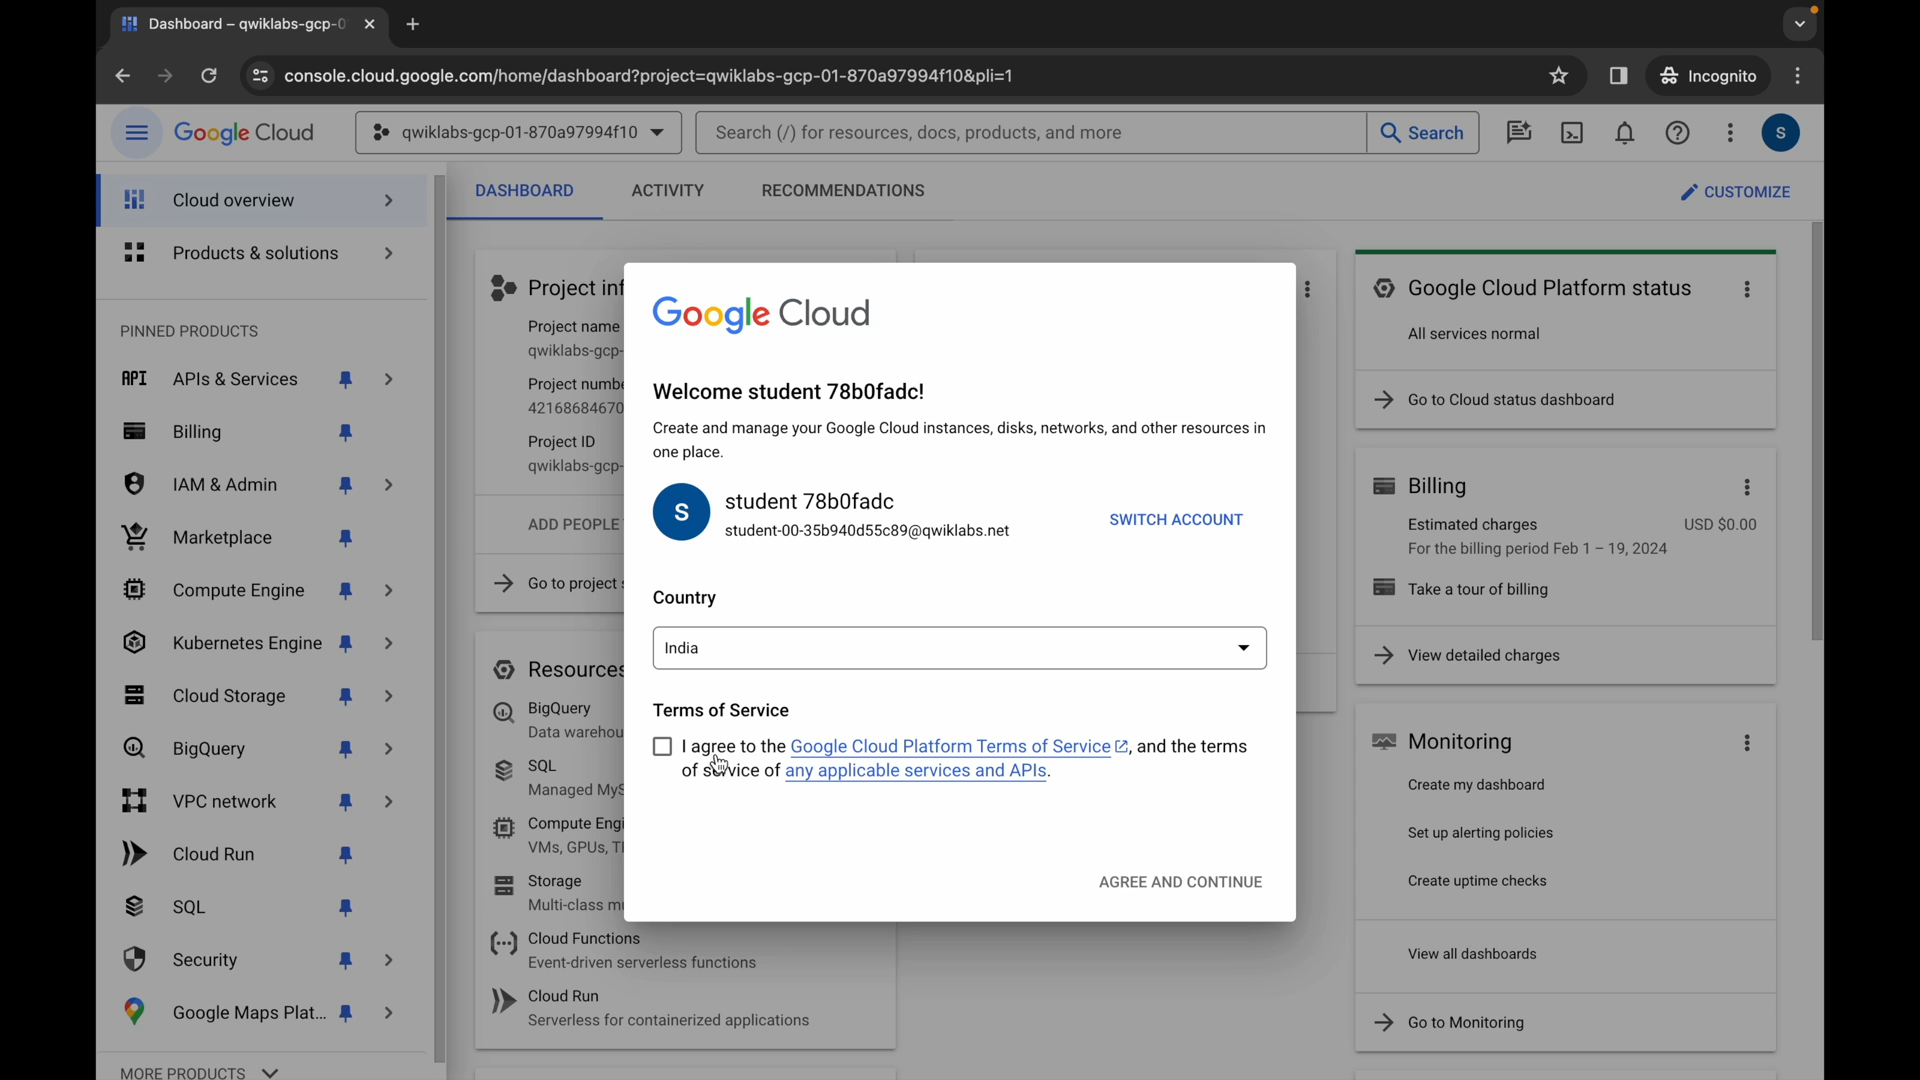 Dashboard – qwiklabs-gcp-0
console.cloud.google.com/home/dashboard?project=qwiklabs-gcp-01-870a97994f10&pli=1
Incognito
Google Cloud
qwiklabs-gcp-01-870a97994f10
Search (/) for resources, docs, products, and more
Search
S
Cloud overview
Products & solutions
PINNED PRODUCTS
API
APIs & Services
Billing
IAM & Admin
Marketplace
Compute Engine
Kubernetes Engine
Cloud Storage
BigQuery
VPC network
Cloud Run
SQL
Security
Google Maps Plat...
MORE PRODUCTS
DASHBOARD
ACTIVITY
RECOMMENDATIONS
CUSTOMIZE
Project inf
Project name
qwiklabs-gcp-
Project numbe
42168684670
Project ID
qwiklabs-gcp-
ADD PEOPLE
Go to project s
Resources
BigQuery
Data warehou
SQL
Managed MyS
Compute Engi
VMs, GPUs, T
Storage
Multi-class mu
Cloud Functions
Event-driven serverless functions
Cloud Run
Serverless for containerized applications
Google Cloud
Welcome student 78b0fadc!
Create and manage your Google Cloud instances, disks, networks, and other resources in
one place.
S
student 78b0fadc
student-00-35b940d55c89@qwiklabs.net
SWITCH ACCOUNT
Country
India
Terms of Service
I agree to the Google Cloud Platform Terms of Service, and the terms
of service of any applicable services and APIs.
AGREE AND CONTINUE
Google Cloud Platform status
All services normal
Go to Cloud status dashboard
Billing
Estimated charges USD $0.00
For the billing period Feb 1 – 19, 2024
Take a tour of billing
View detailed charges
Monitoring
Create my dashboard
Set up alerting policies
Create uptime checks
View all dashboards
Go to Monitoring